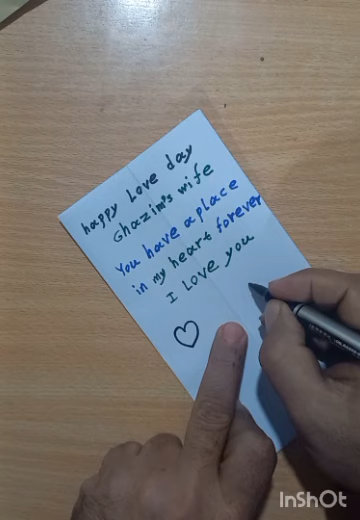 happy Love day
Ghazim's wife
You have a place
in my heart forever
I Love you
InShOt